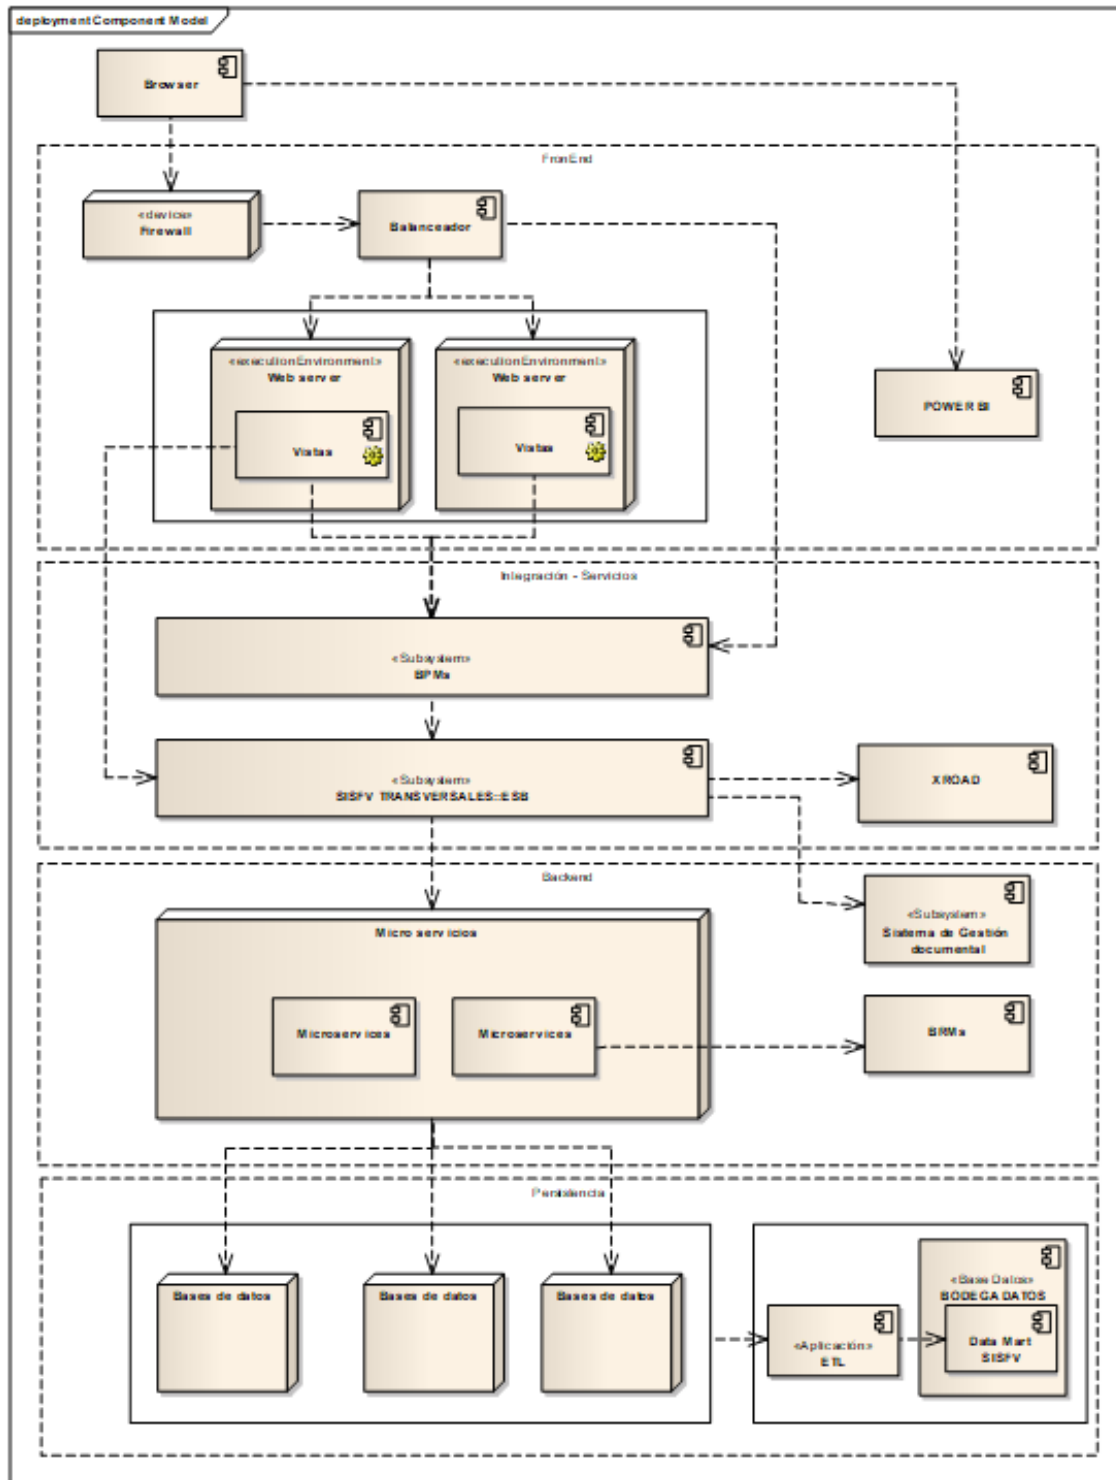 deployment Component Model
Browser
FronEnd
«device»
Firewall
Balanceador
«executionEnvironment»
Web server
«executionEnvironment»
Web server
Vistas
Vistas
POWER BI
Integración - Servicios
«Subsystem»
BPMs
«Subsystem»
SISFV TRANSVERSALES::ESB
XROAD
Backend
Micro servicios
«Subsystem»
Sistema de Gestión
documental
Microservices
Microservices
BRMs
Persistencia
Bases de datos
Bases de datos
Bases de datos
«Base Datos»
BODEGA DATOS
«Aplicación»
ETL
Data Mart
SISFV